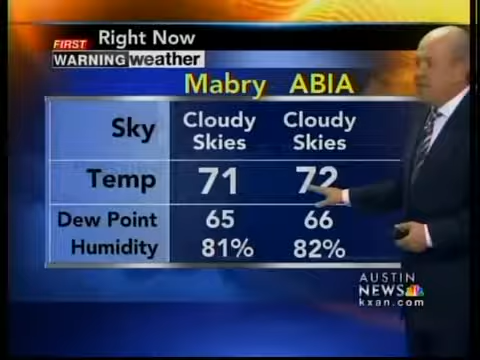 Right Now
FIRST
WARNING weather
Mabry ABIA
Sky Cloudy Skies Cloudy Skies
Temp 71 72
Dew Point 65 66
Humidity 81% 82%
AUSTIN
NEWS
kxan.com